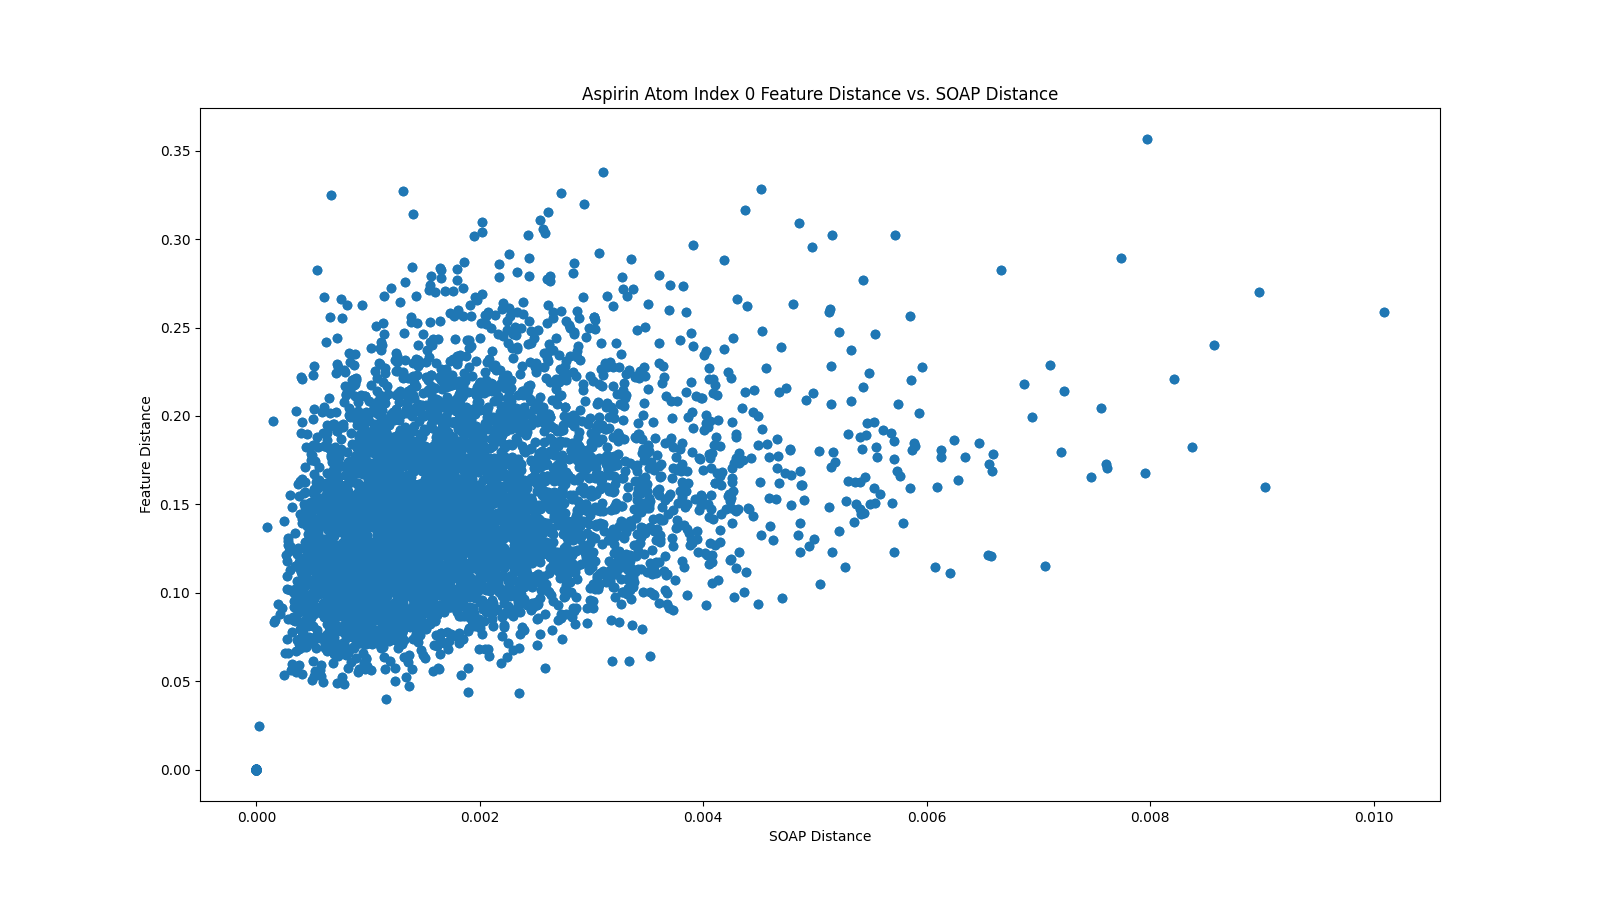 Aspirin Atom Index 0 Feature Distance vs. SOAP Distance
0.35
0.30
0.25
0.20
0.15
0.10
0.05
0.00
Feature Distance
0.000 0.002 0.004 0.006 0.008 0.010
SOAP Distance